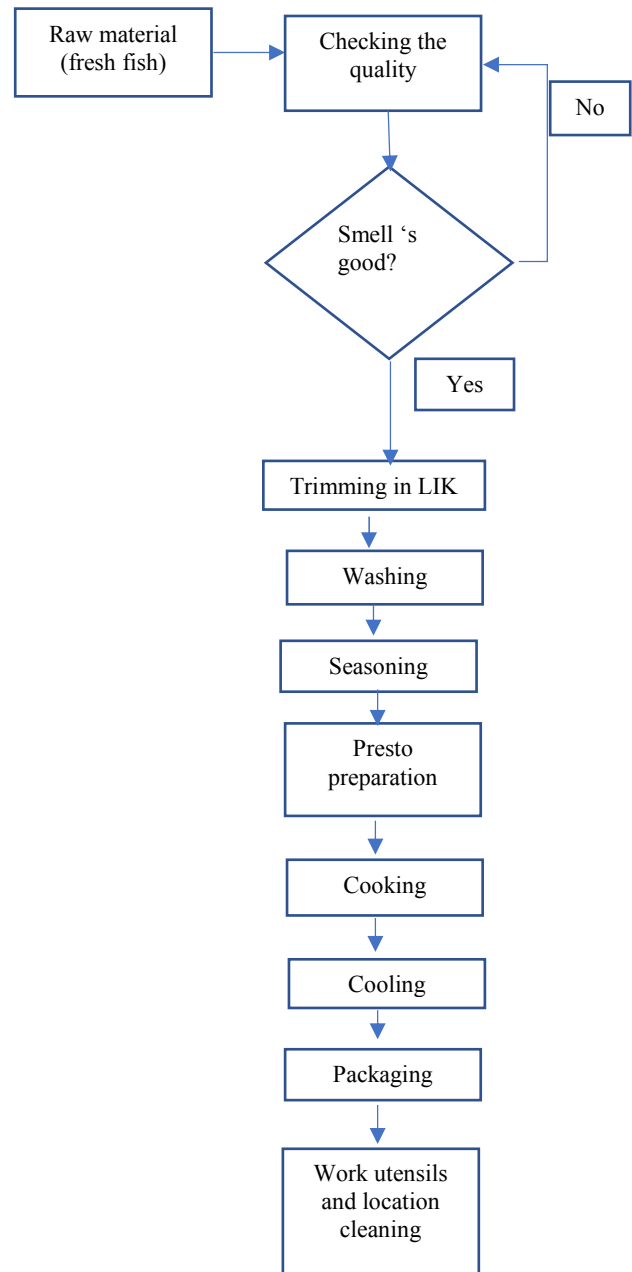 Raw material
(fresh fish)
Checking the
quality
No
Smell ‘s
good?
Yes
Trimming in LIK
Washing
Seasoning
Presto
preparation
Cooking
Cooling
Packaging
Work utensils
and location
cleaning